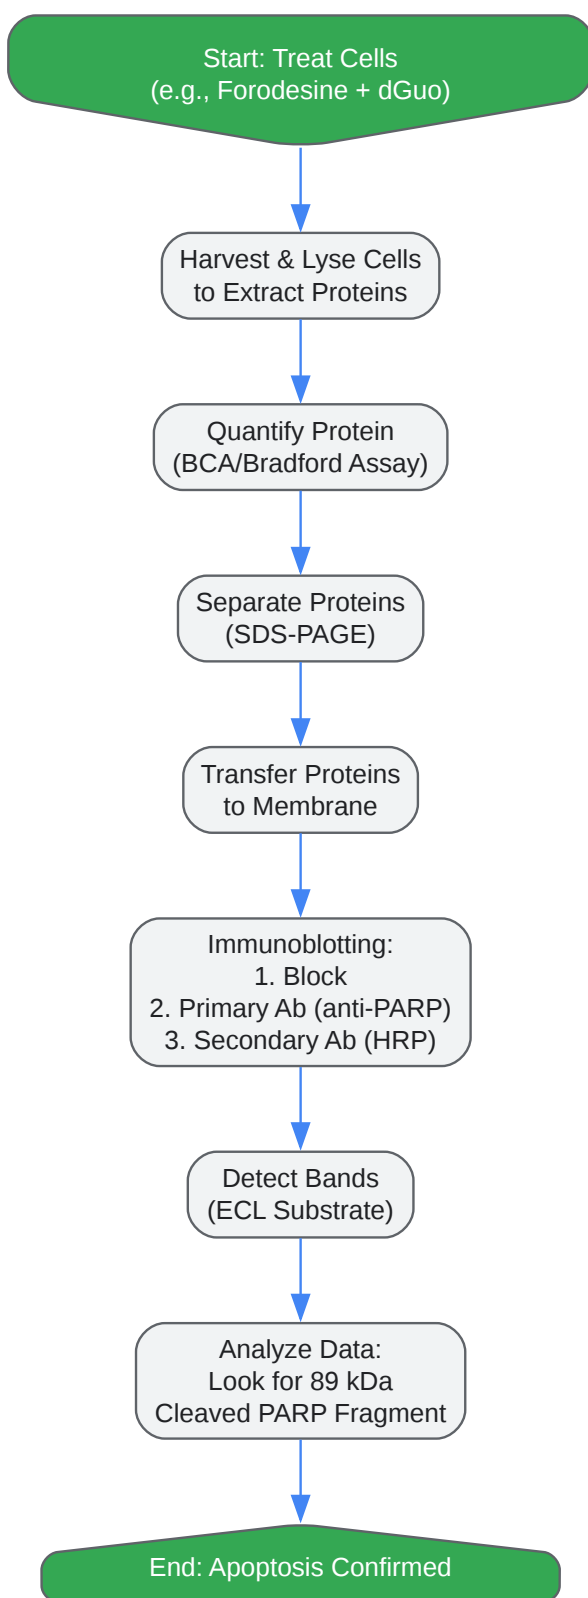 Start: Treat Cells
(e.g., Forodesine + dGuo)
Harvest & Lyse Cells
to Extract Proteins
Quantify Protein
(BCA/Bradford Assay)
Separate Proteins
(SDS-PAGE)
Transfer Proteins
to Membrane
Immunoblotting:
1. Block
2. Primary Ab (anti-PARP)
3. Secondary Ab (HRP)
Detect Bands
(ECL Substrate)
Analyze Data:
Look for 89 kDa
Cleaved PARP Fragment
End: Apoptosis Confirmed